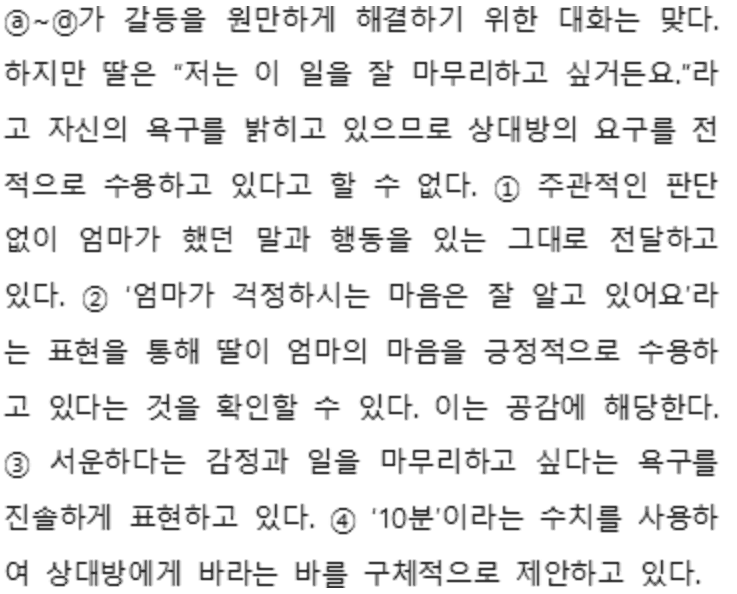 ⓐ~ⓓ가 갈등을 원만하게 해결하기 위한 대화는 맞다.
하지만 딸은 “저는 이 일을 잘 마무리하고 싶거든요.”라
고 자신의 욕구를 밝히고 있으므로 상대방의 요구를 전
적으로 수용하고 있다고 할 수 없다. ① 주관적인 판단
없이 엄마가 했던 말과 행동을 있는 그대로 전달하고
있다. ② ‘엄마가 걱정하시는 마음은 잘 알고 있어요’라
는 표현을 통해 딸이 엄마의 마음을 긍정적으로 수용하
고 있다는 것을 확인할 수 있다. 이는 공감에 해당한다.
③ 서운하다는 감정과 일을 마무리하고 싶다는 욕구를
진솔하게 표현하고 있다. ④ ‘10분’이라는 수치를 사용하
여 상대방에게 바라는 바를 구체적으로 제안하고 있다.